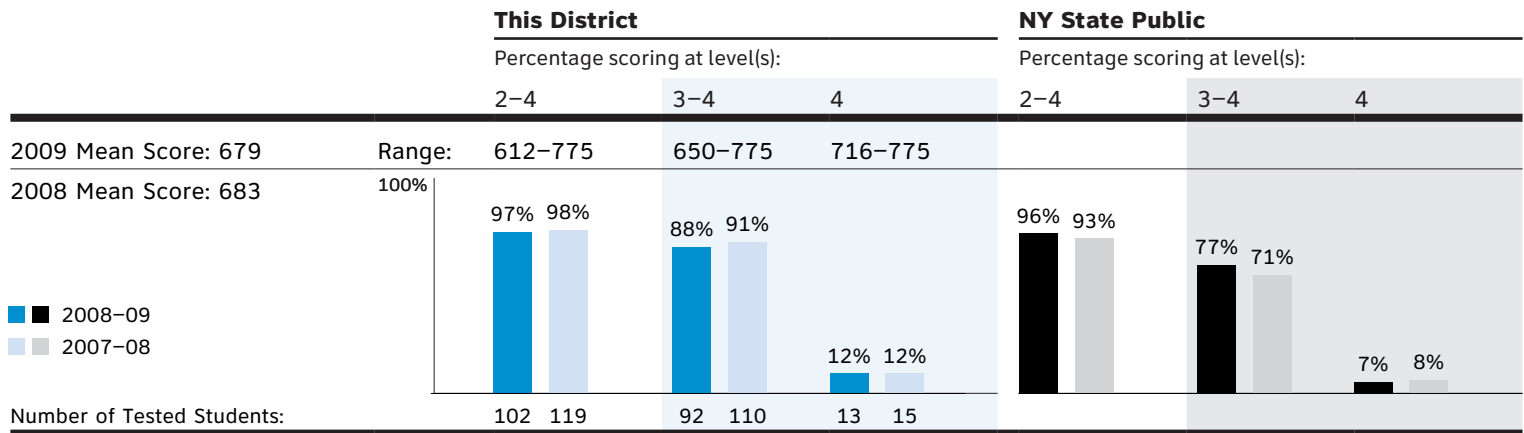 This District NY State Public
Percentage scoring at level(s): Percentage scoring at level(s):
2–4 3–4 4 2–4 3–4 4
2009 Mean Score: 679 Range: 612–775 650–775 716–775
2008 Mean Score: 683 100%
97% 98% 88% 91% 12% 12% 96% 93% 77% 71% 7% 8%
2008–09
2007–08
Number of Tested Students: 102 119 92 110 13 15